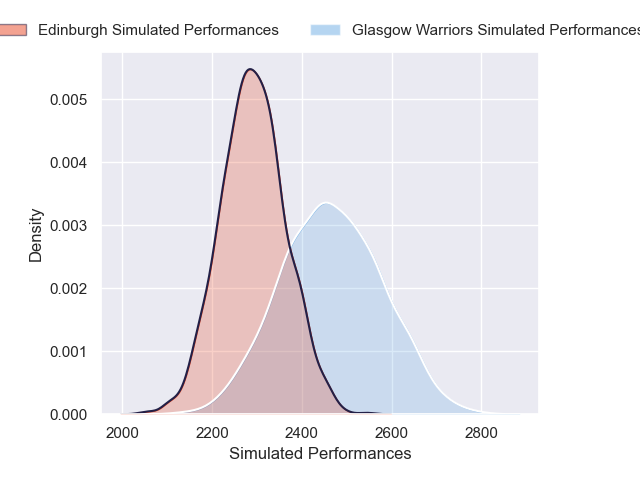 Edinburgh Simulated Performances
Glasgow Warriors Simulated Performances
0.005
0.004
0.003
0.002
0.001
0.000
Density
2000
2200
2400
2600
2800
Simulated Performances